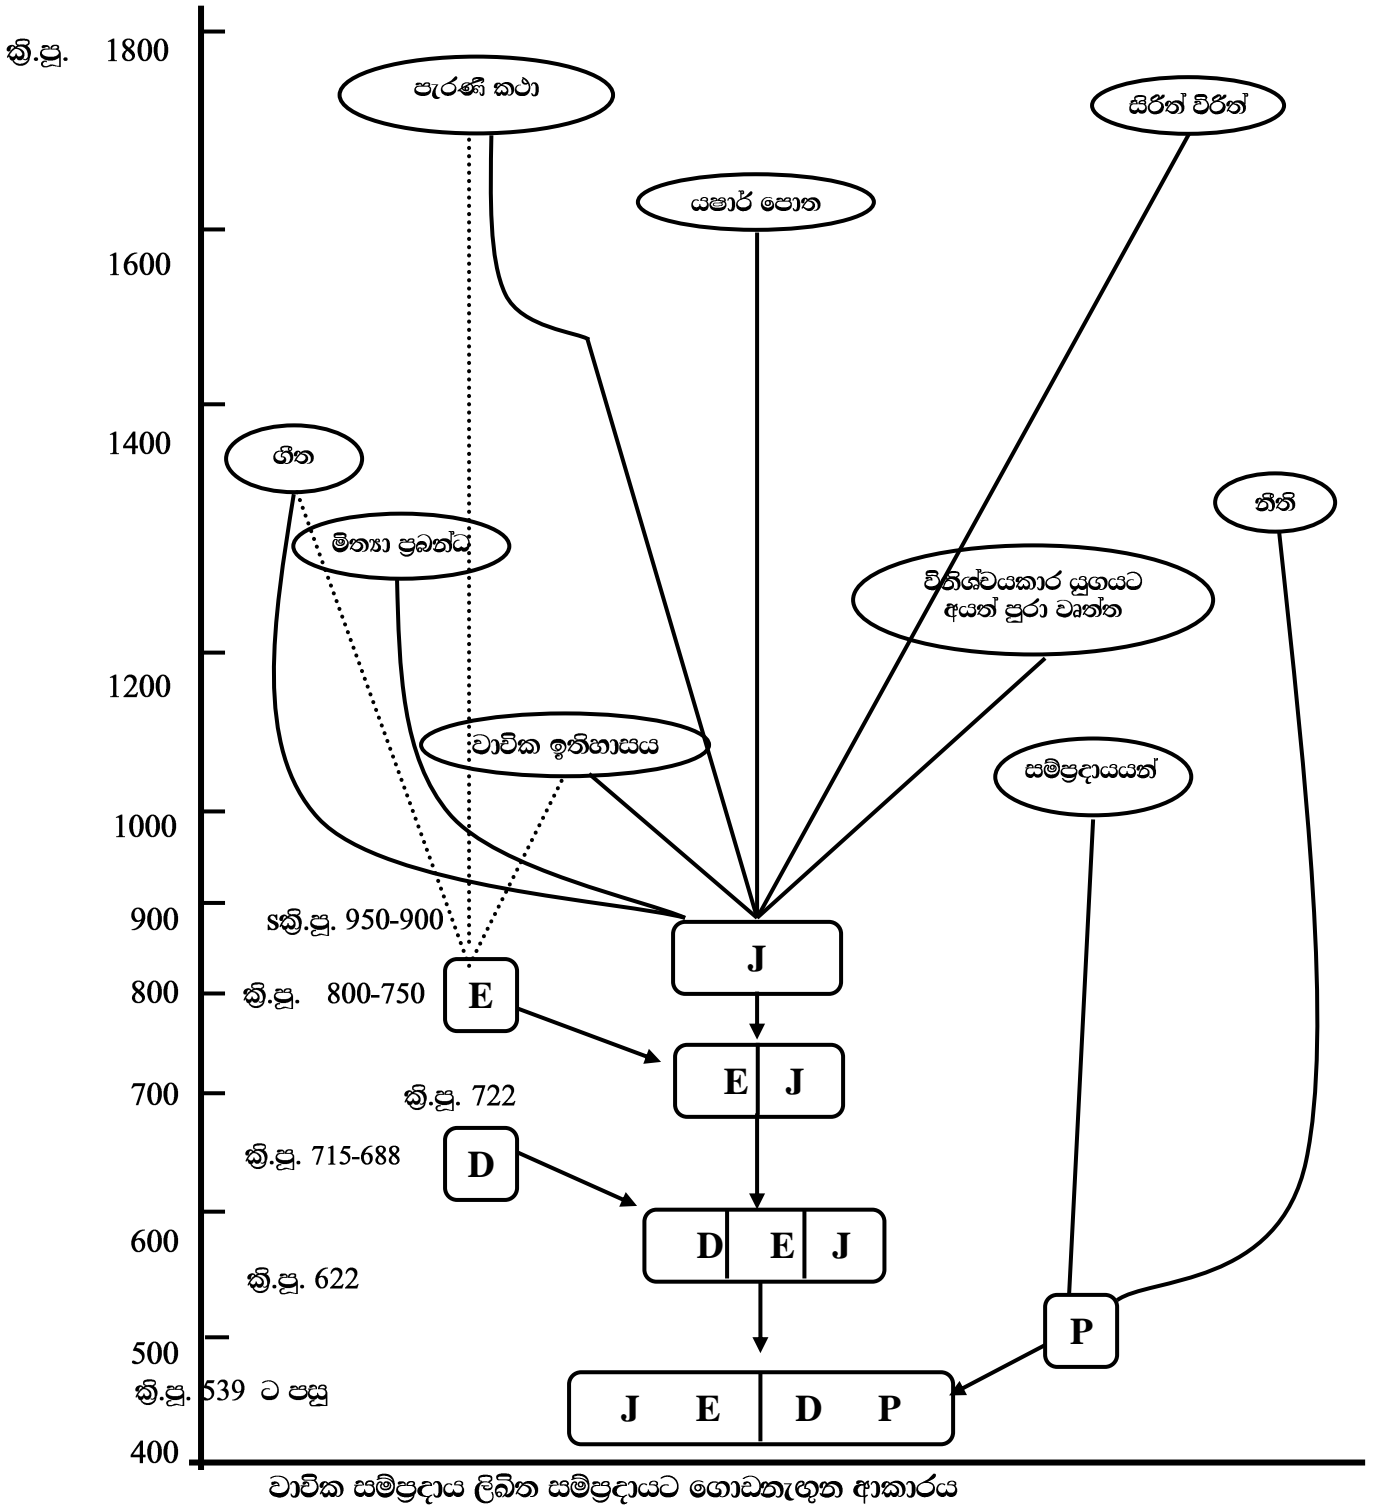 ක්‍රි.පූ. 1800
පැරණි කථා
සිරිත් විරිත්
යෂාර් පොත
1600
1400
ගීත
නීති
මිත්‍යා ප්‍රබන්ධ
විනිශ්චයකාර යුගයට
අයත් පුරා වෘත්ත
1200
වාචික ඉතිහාසය
සම්ප්‍රදායයන්
1000
900
sක්‍රි.පූ. 950-900
J
800
ක්‍රි.පූ. 800-750
E
E J
700
ක්‍රි.පූ. 722
ක්‍රි.පූ. 715-688
D
600
D E J
ක්‍රි.පූ. 622
P
500
ක්‍රි.පූ. 539 ට පසු
J E D P
400
වාචික සම්ප්‍රදාය ලිඛිත සම්ප්‍රදායට ගොඩනැඟුන ආකාරය